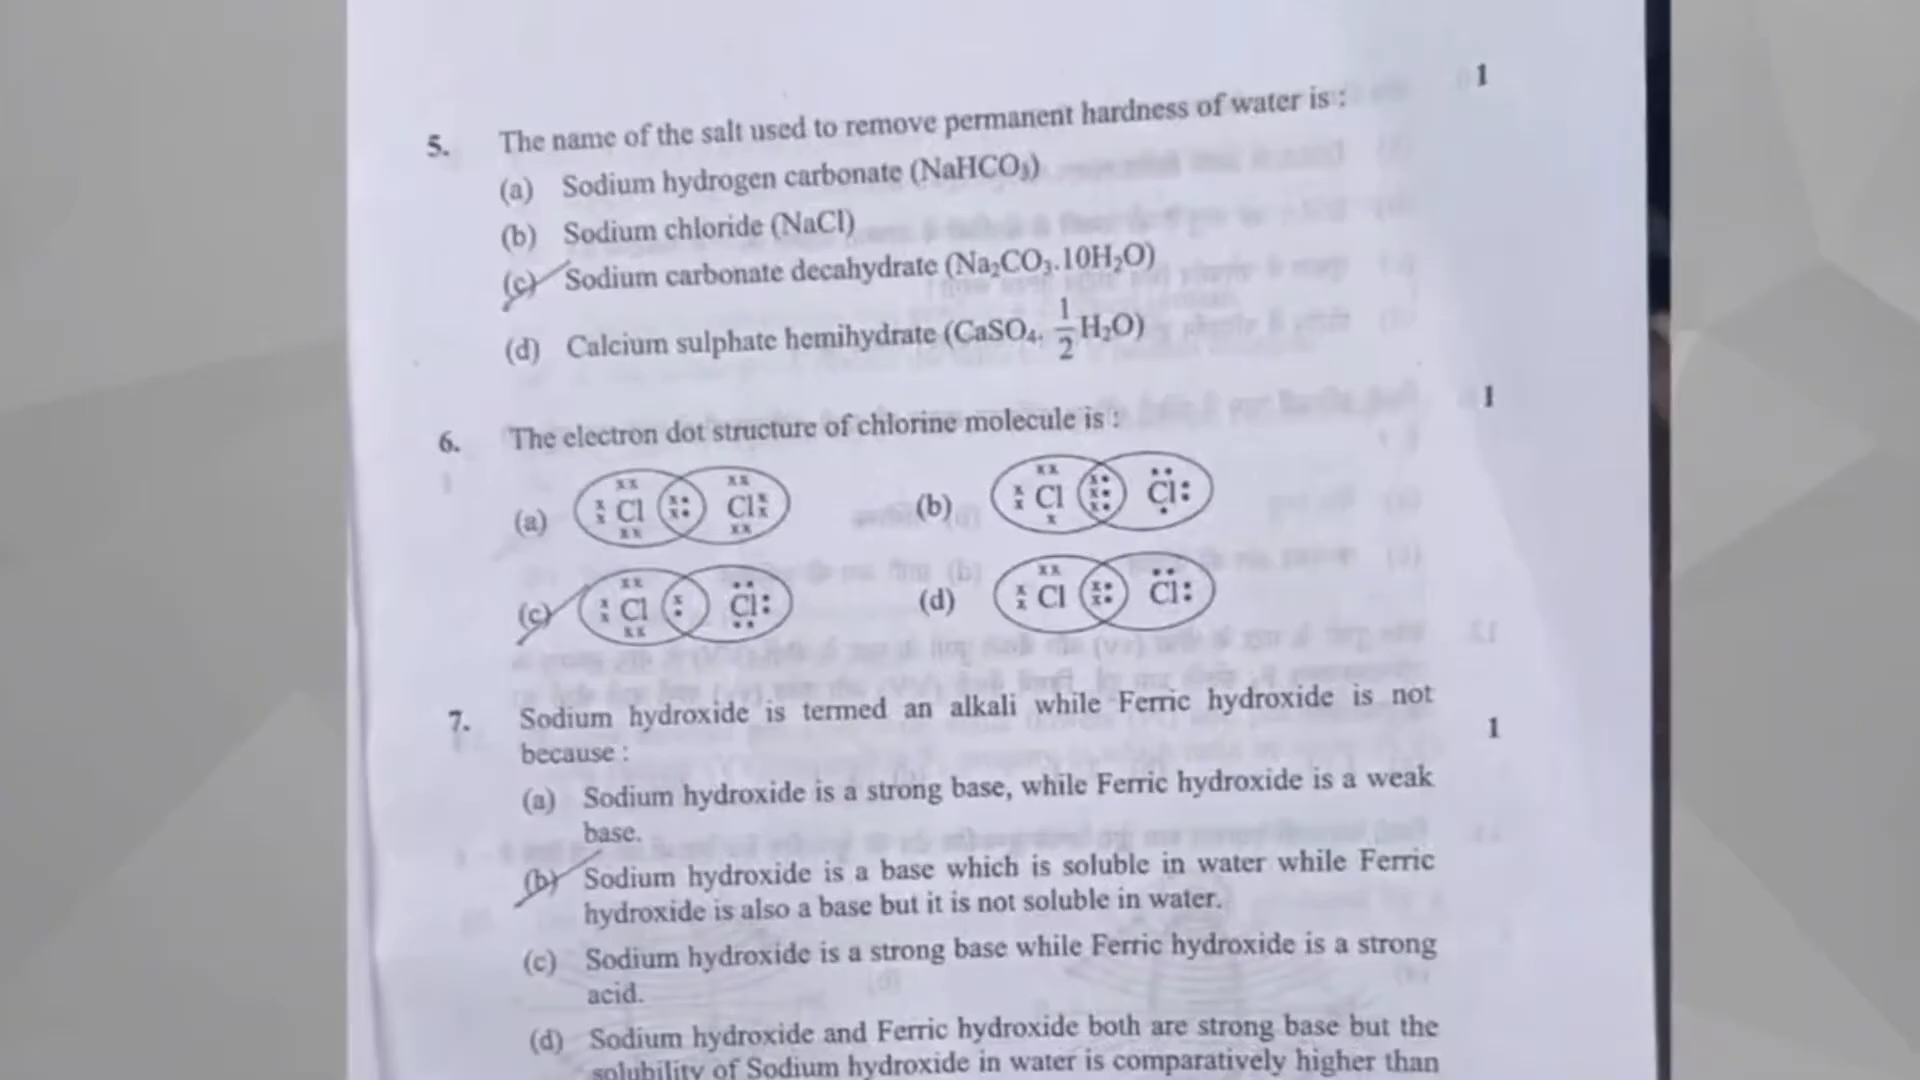 1
5. The name of the salt used to remove permanent hardness of water is :
(a) Sodium hydrogen carbonate (NaHCO₃)
(b) Sodium chloride (NaCl)
(c) Sodium carbonate decahydrate (Na₂CO₃.10H₂O)
(d) Calcium sulphate hemihydrate (CaSO₄. 1/2 H₂O)
1
6. The electron dot structure of chlorine molecule is :
(a) Cl Cl (b) Cl Cl
(c) Cl Cl (d) Cl Cl
7. Sodium hydroxide is termed an alkali while Ferric hydroxide is not
because : 1
(a) Sodium hydroxide is a strong base, while Ferric hydroxide is a weak
base.
(b) Sodium hydroxide is a base which is soluble in water while Ferric
hydroxide is also a base but it is not soluble in water.
(c) Sodium hydroxide is a strong base while Ferric hydroxide is a strong
acid.
(d) Sodium hydroxide and Ferric hydroxide both are strong base but the
solubility of Sodium hydroxide in water is comparatively higher than